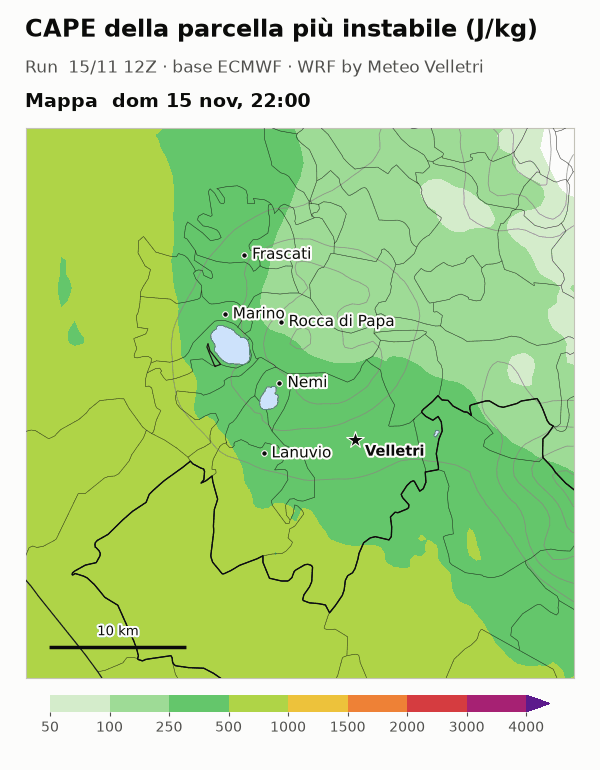 CAPE della parcella più instabile (J/kg)
Run  15/11 12Z · base ECMWF · WRF by Meteo Velletri
Mappa  dom 15 nov, 22:00
Frascati
Marino
Rocca di Papa
Nemi
Velletri
Lanuvio
10 km
50 100 250 500 1000 1500 2000 3000 4000